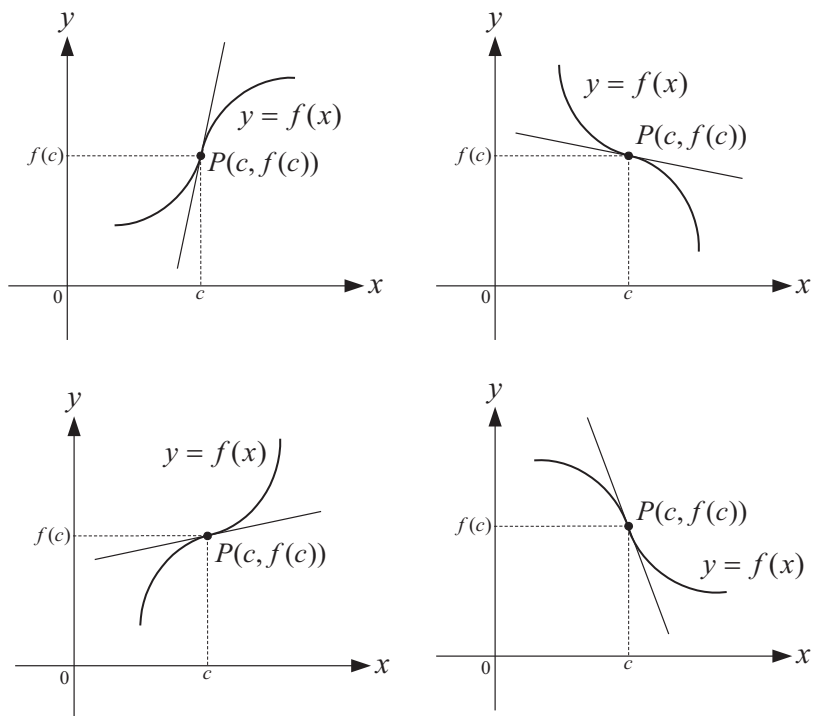 y
y = f(x)
f(c)
P(c, f(c))
0
c
x
y
y = f(x)
P(c, f(c))
f(c)
0
c
x
y
y = f(x)
f(c)
P(c, f(c))
0
c
x
y
P(c, f(c))
f(c)
y = f(x)
0
c
x